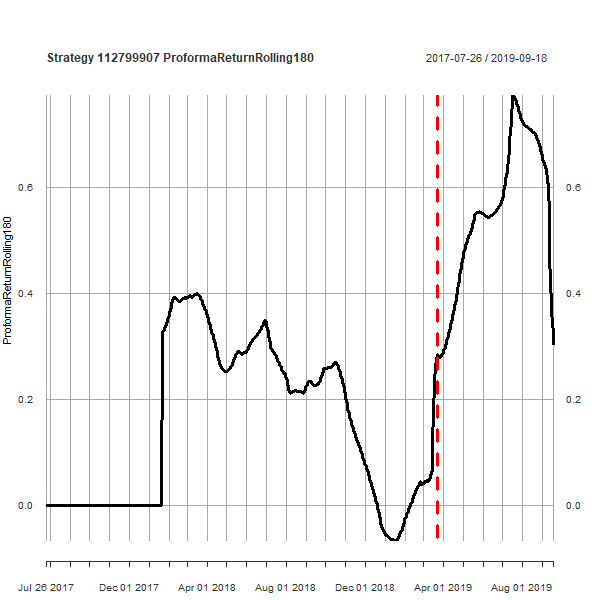 Strategy 112799907 ProformaReturnRolling180
2017-07-26 / 2019-09-18
ProformaReturnRolling180
0.6
0.4
0.2
0.0
0.6
0.4
0.2
0.0
Jul 26 2017
Dec 01 2017
Apr 01 2018
Aug 01 2018
Dec 01 2018
Apr 01 2019
Aug 01 2019